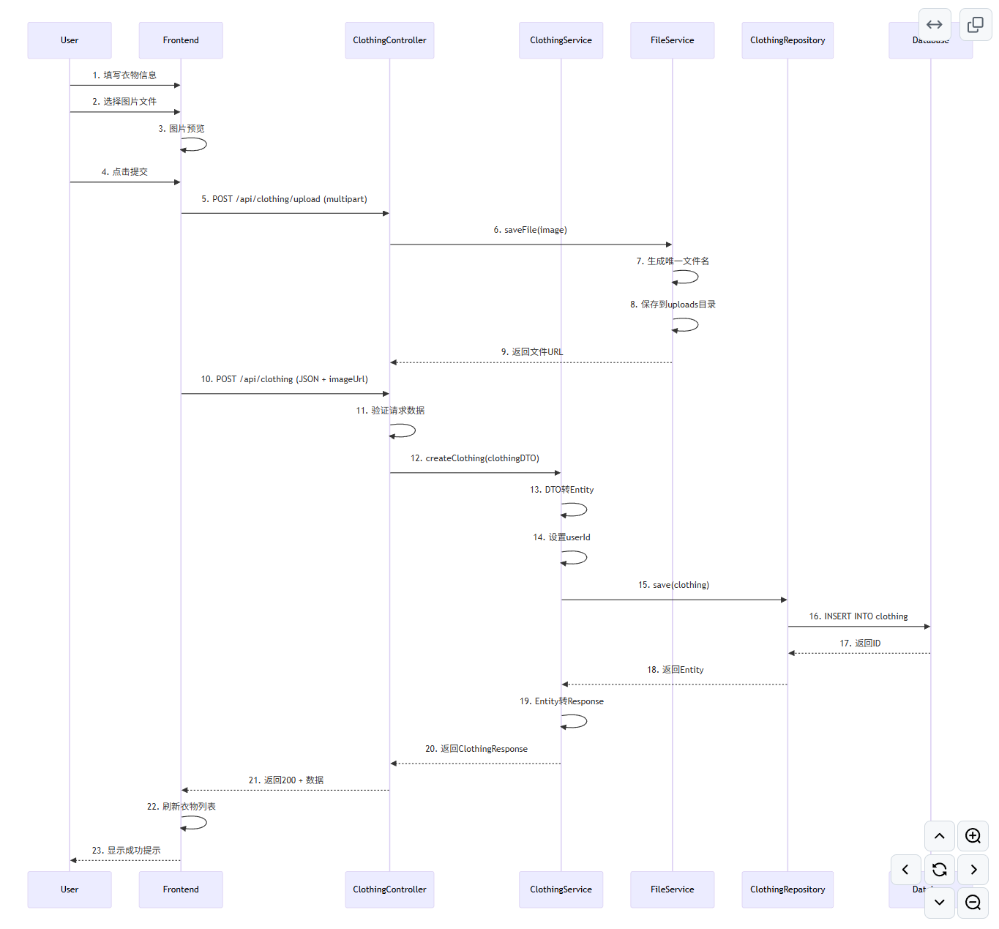 User
Frontend
ClothingController
ClothingService
FileService
ClothingRepository
Database
1. 填写衣物信息
2. 选择图片文件
3. 图片预览
4. 点击提交
5. POST /api/clothing/upload (multipart)
6. saveFile(image)
7. 生成唯一文件名
8. 保存到uploads目录
9. 返回文件URL
10. POST /api/clothing (JSON + imageUrl)
11. 验证请求数据
12. createClothing(clothingDTO)
13. DTO转Entity
14. 设置userId
15. save(clothing)
16. INSERT INTO clothing
17. 返回ID
18. 返回Entity
19. Entity转Response
20. 返回ClothingResponse
21. 返回200 + 数据
22. 刷新衣物列表
23. 显示成功提示
User
Frontend
ClothingController
ClothingService
FileService
ClothingRepository